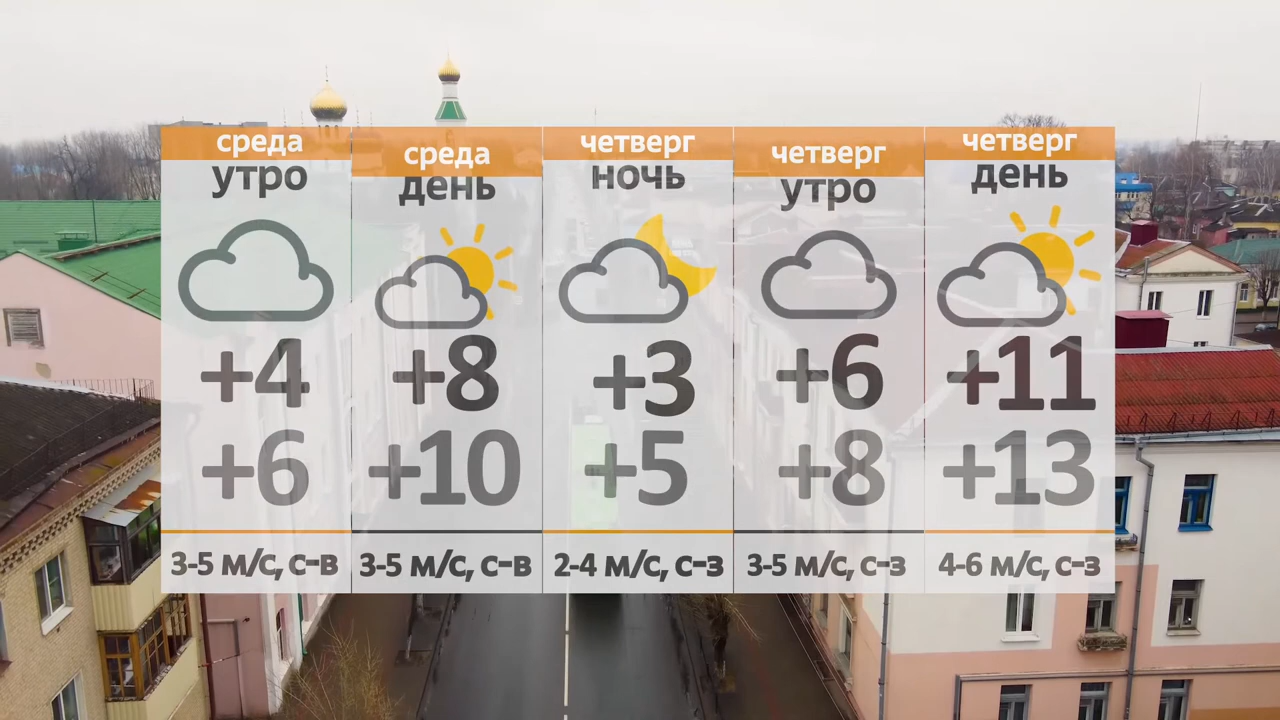 среда
утро
+4
+6
3-5 м/с, с-в
среда
день
+8
+10
3-5 м/с, с-в
четверг
ночь
+3
+5
2-4 м/с, с-з
четверг
утро
+6
+8
3-5 м/с, с-з
четверг
день
+11
+13
4-6 м/с, с-з